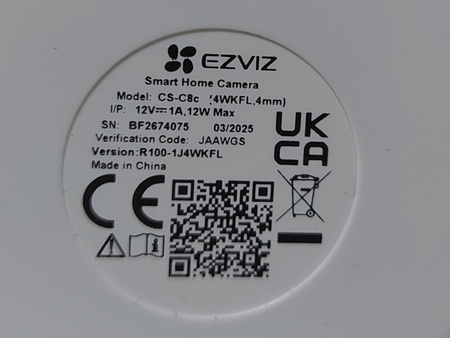 EZVIZ
Smart Home Camera
Model: CS-C8c (4WKFL,4mm)
I/P: 12V⎓1A,12W Max
SN: BF2674075 03/2025
Verification Code: JAAWGS
Version:R100-1J4WKFL
Made in China
UK
CA
CE